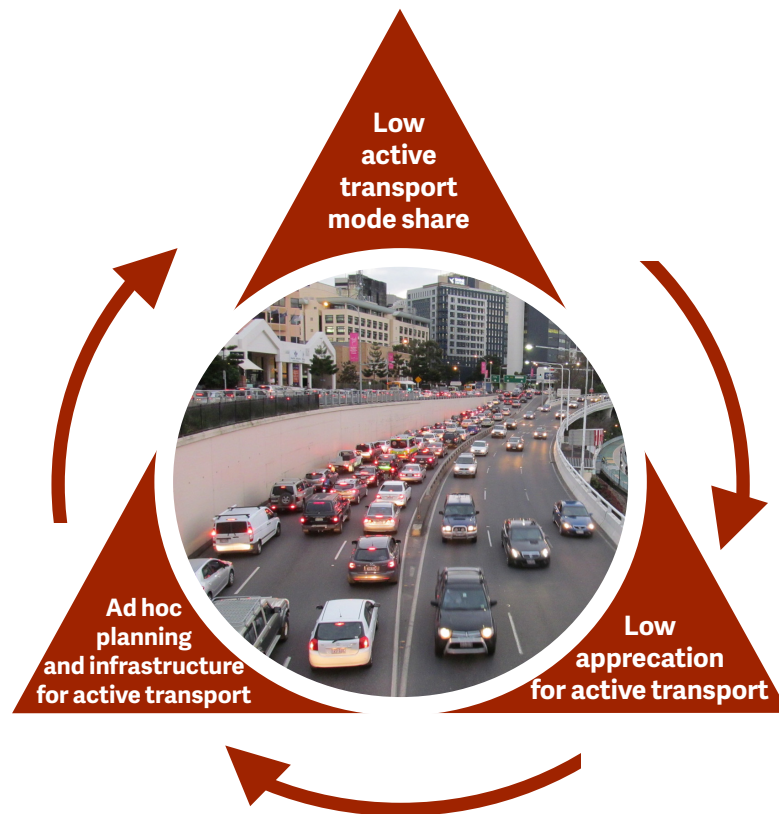 Low
active
transport
mode share
Low
apprecation
for active transport
Ad hoc
planning
and infrastructure
for active transport